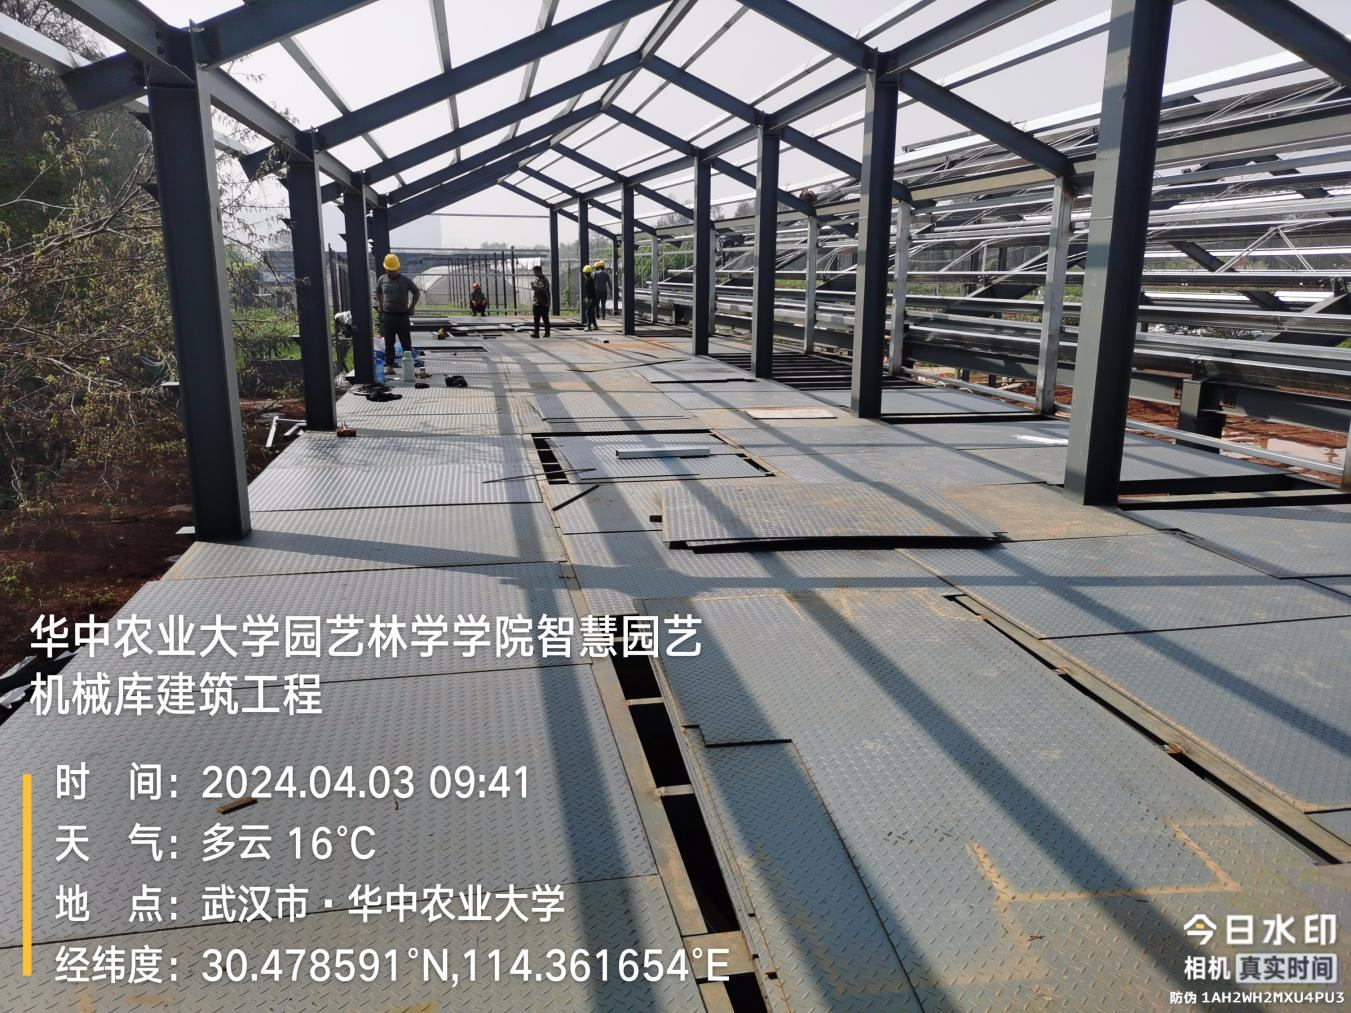 华中农业大学园艺林学学院智慧园艺
机械库建筑工程
时 间：2024.04.03 09:41
天 气：多云 16°C
地 点：武汉市·华中农业大学
经纬度：30.478591°N,114.361654°E
今日水印
相机 真实时间
防伪 1AH2WH2MXU4PU3